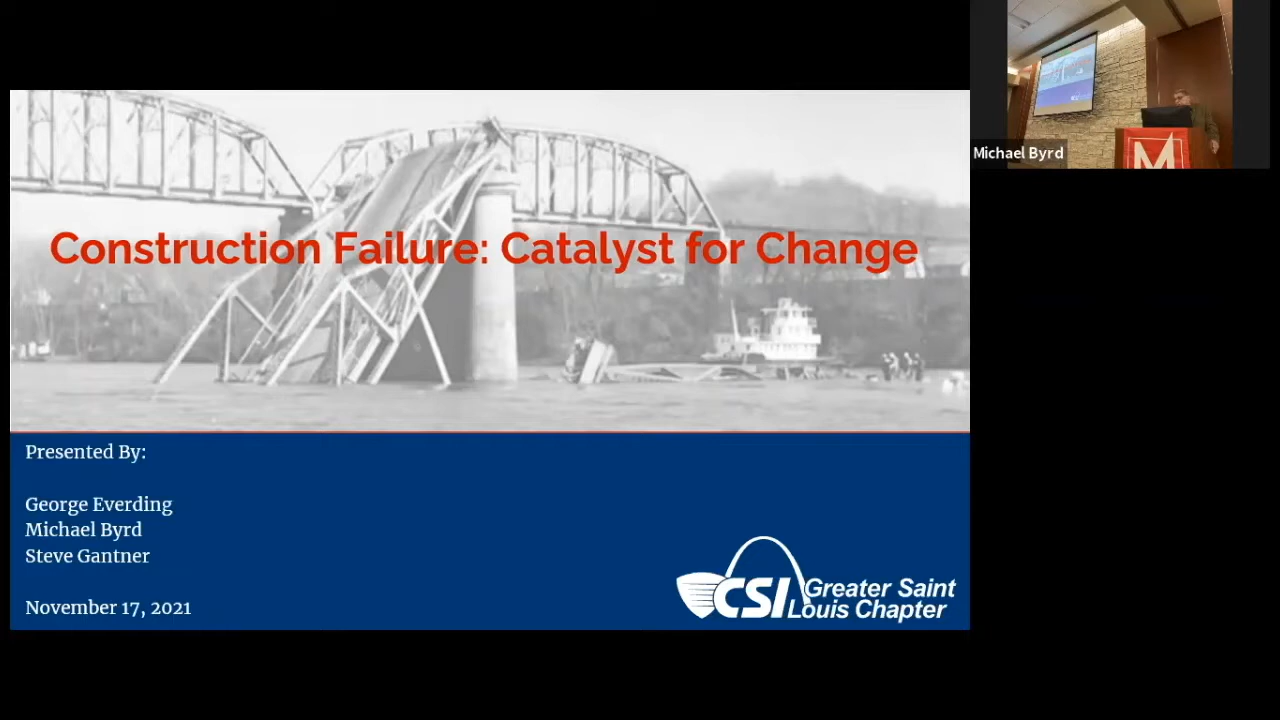 Construction Failure: Catalyst for Change
Presented By:
George Everding
Michael Byrd
Steve Gantner
November 17, 2021
CSI Greater Saint
Louis Chapter
Michael Byrd
M